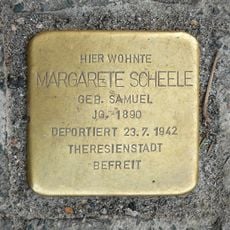 HIER WOHNTE
MARGARETE SCHEELE
GEB. SAMUEL
JG. 1890
DEPORTIERT 23.7.1942
THERESIENSTADT
BEFREIT